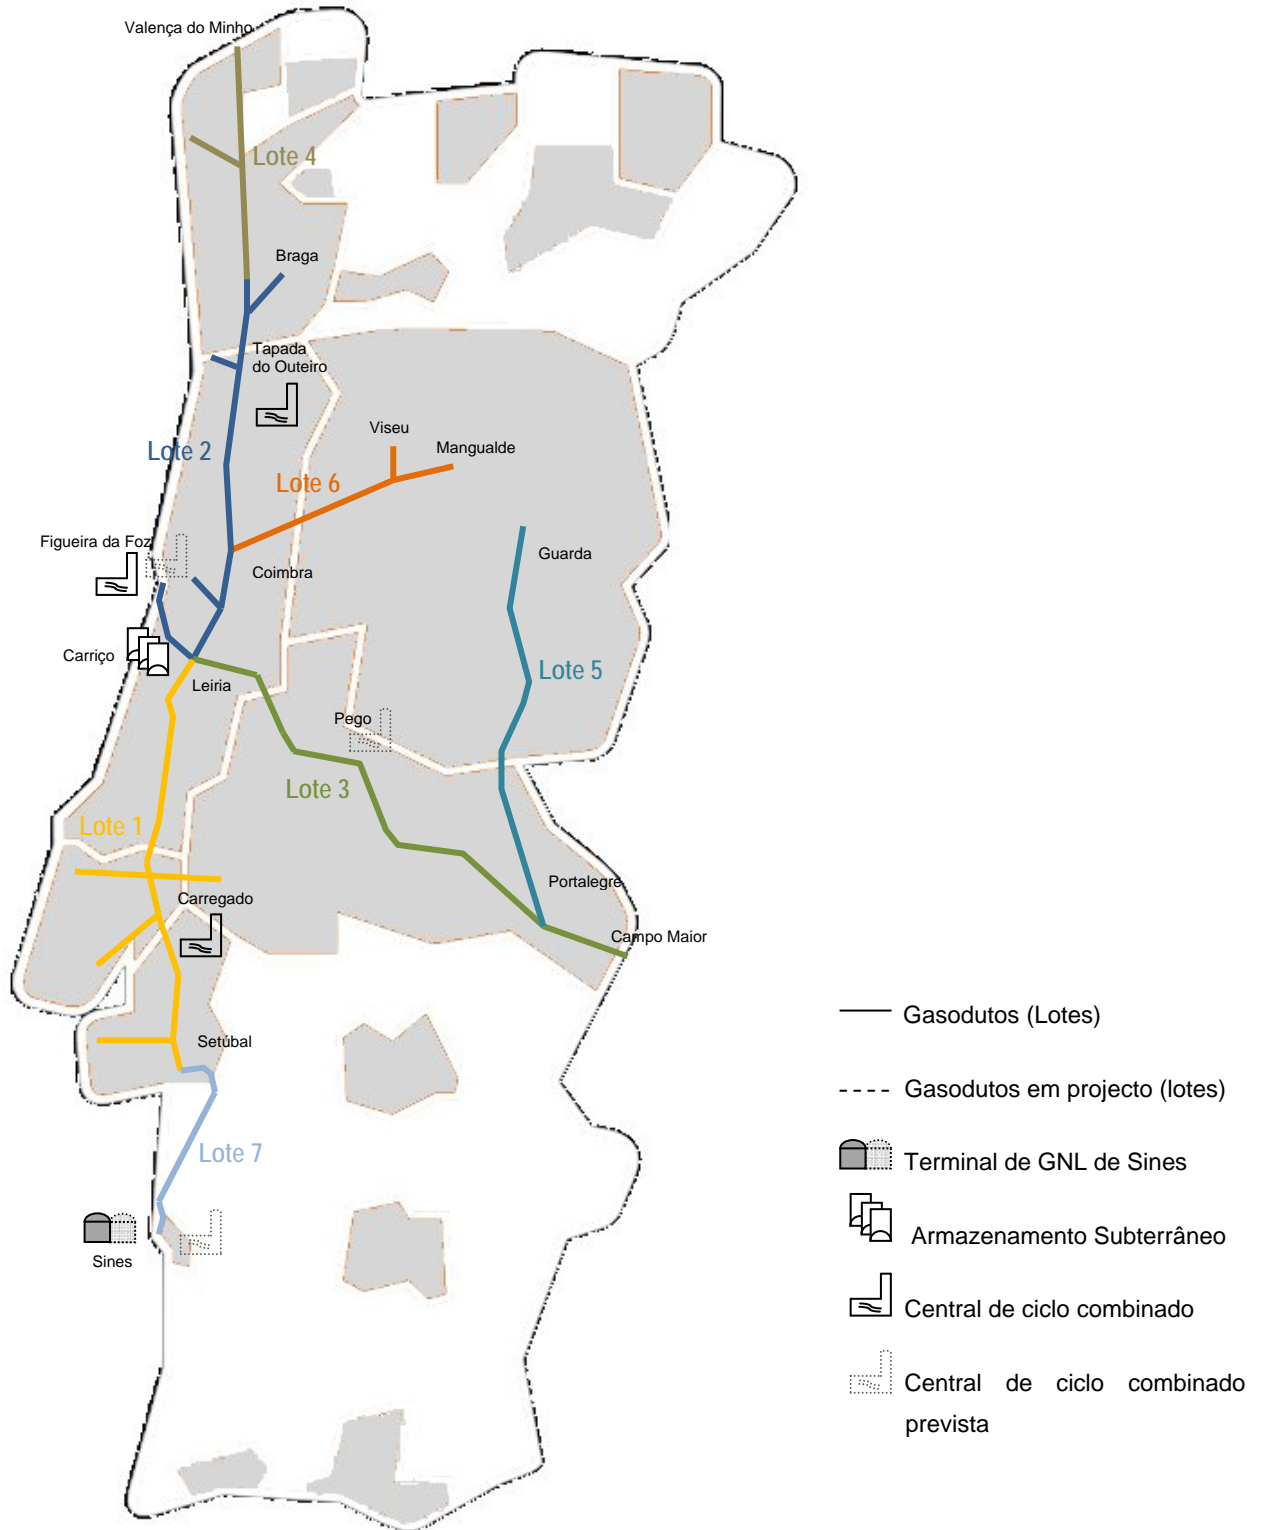 Valença do Minho
Lote 4
Braga
Tapada
do Outeiro
Lote 2
Viseu
Mangualde
Lote 6
Figueira da Foz
Guarda
Coimbra
Carriço
Lote 5
Leiria
Pego
Lote 3
Lote 1
Portalegre
Carregado
Campo Maior
Setúbal
Lote 7
Sines
Gasodutos (Lotes)
Gasodutos em projecto (lotes)
Terminal de GNL de Sines
Armazenamento Subterrâneo
Central de ciclo combinado
Central de ciclo combinado
prevista